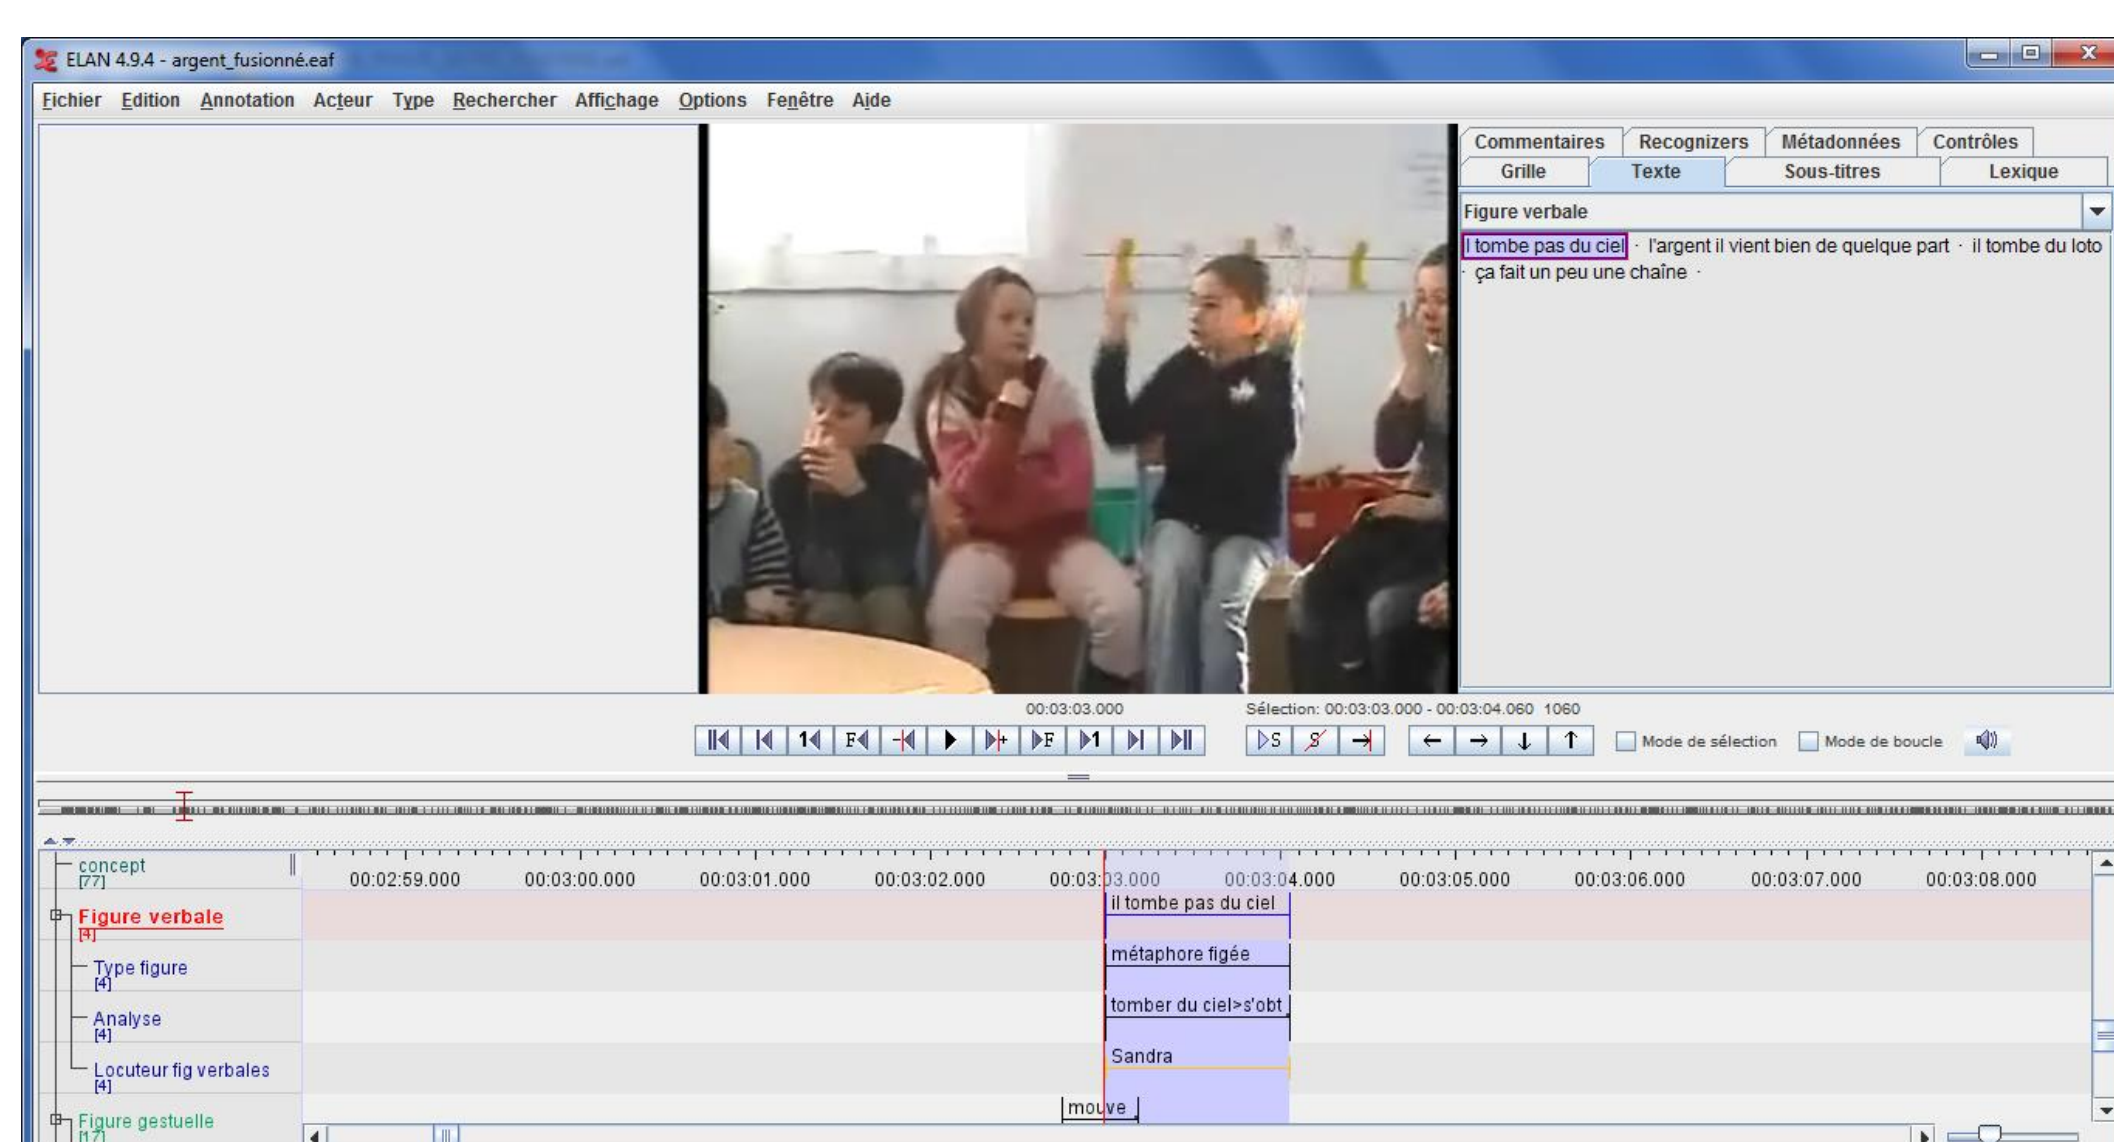 ELAN 4.9.4 - argent_fusionné.eaf
Fichier Edition Annotation Acteur Type Rechercher Affichage Options Fenêtre Aide
Commentaires Recognizers Métadonnées Contrôles
Grille Texte Sous-titres Lexique
Figure verbale
l tombe pas du ciel · l'argent il vient bien de quelque part · il tombe du loto
· ça fait un peu une chaîne ·
00:03:03.000 Sélection: 00:03:03.000 - 00:03:04.060 1060
1 F F 1 S S Mode de sélection Mode de boucle
concept
[77]
00:02:59.000 00:03:00.000 00:03:01.000 00:03:02.000 00:03:03.000 00:03:04.000 00:03:05.000 00:03:06.000 00:03:07.000 00:03:08.000
Figure verbale
[4]
il tombe pas du ciel
Type figure
[4]
métaphore figée
Analyse
[4]
tomber du ciel>s'obt
Locuteur fig verbales
[4]
Sandra
Figure gestuelle
[17]
mouve